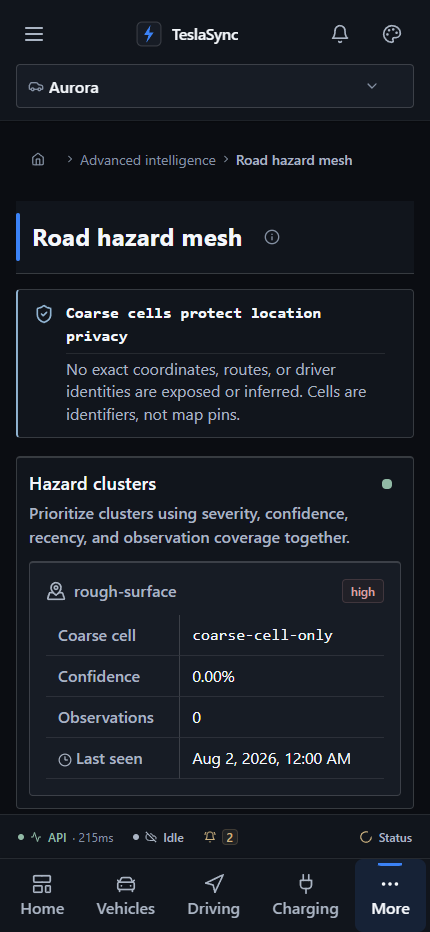 TeslaSync
Aurora
Advanced intelligence > Road hazard mesh
Road hazard mesh
Coarse cells protect location
privacy
No exact coordinates, routes, or driver
identities are exposed or inferred. Cells are
identifiers, not map pins.
Hazard clusters
Prioritize clusters using severity, confidence,
recency, and observation coverage together.
rough-surface high
Coarse cell coarse-cell-only
Confidence 0.00%
Observations 0
Last seen Aug 2, 2026, 12:00 AM
API · 215ms Idle 2 Status
Home Vehicles Driving Charging More